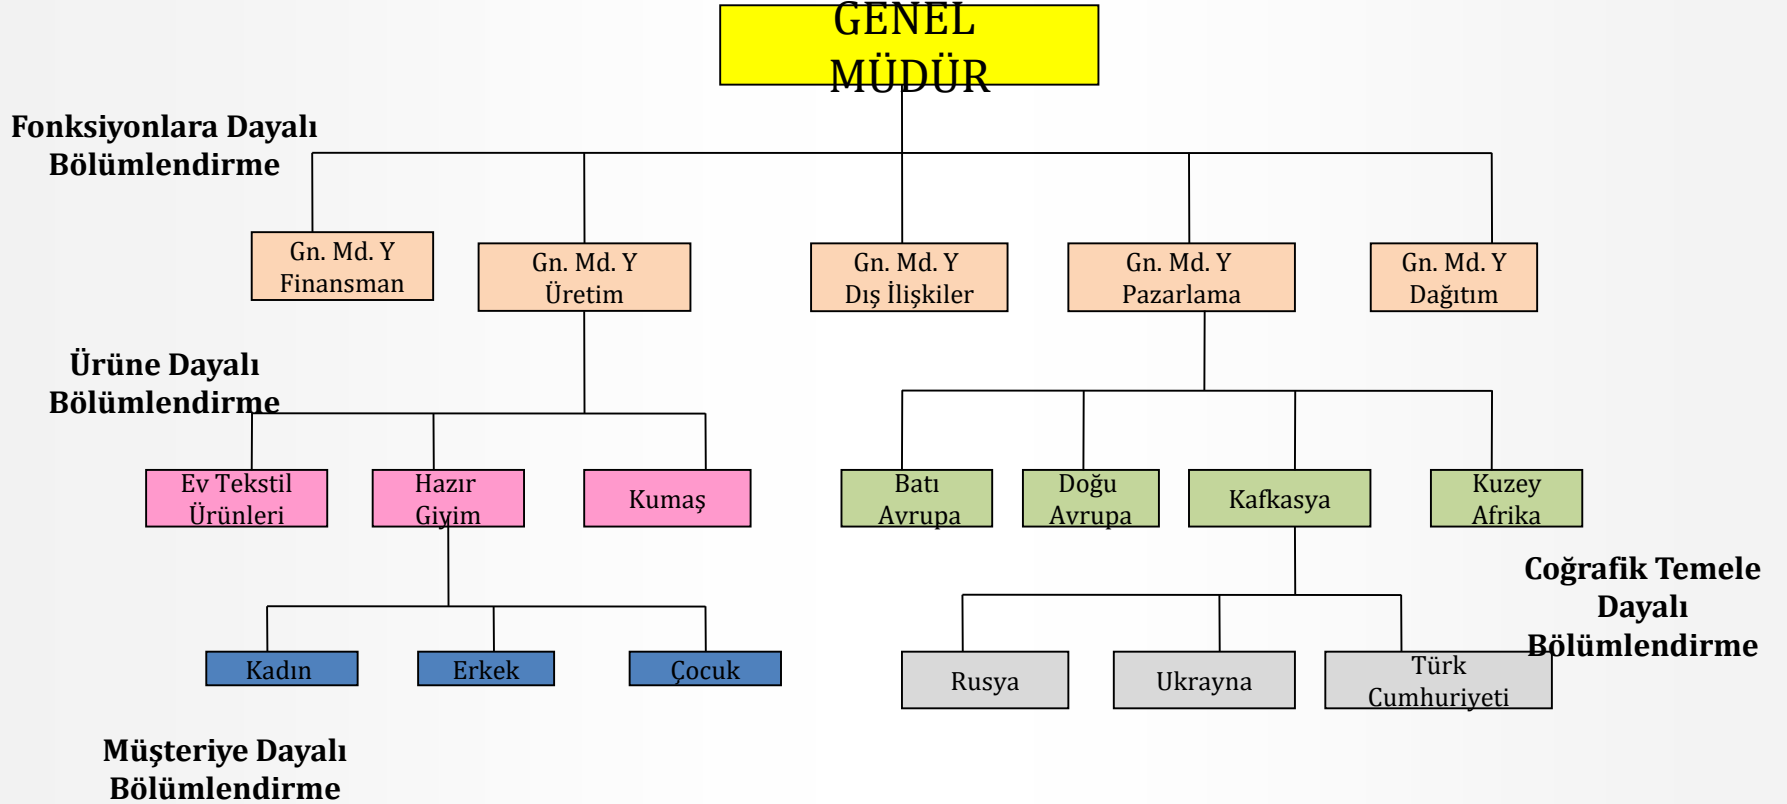 GENEL
MÜDÜR
Fonksiyonlara Dayalı
Bölümlendirme
Gn. Md. Y
Finansman
Gn. Md. Y
Üretim
Gn. Md. Y
Dış İlişkiler
Gn. Md. Y
Pazarlama
Gn. Md. Y
Dağıtım
Ürüne Dayalı
Bölümlendirme
Ev Tekstil
Ürünleri
Hazır
Giyim
Kumaş
Batı
Avrupa
Doğu
Avrupa
Kafkasya
Kuzey
Afrika
Coğrafik Temele
Dayalı
Bölümlendirme
Kadın
Erkek
Çocuk
Rusya
Ukrayna
Türk
Cumhuriyeti
Müşteriye Dayalı
Bölümlendirme